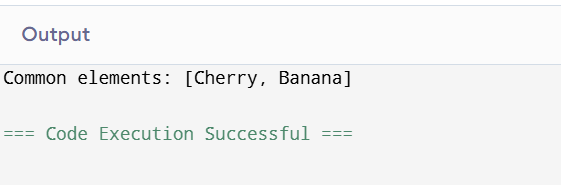 Output
Common elements: [Cherry, Banana]
=== Code Execution Successful ===